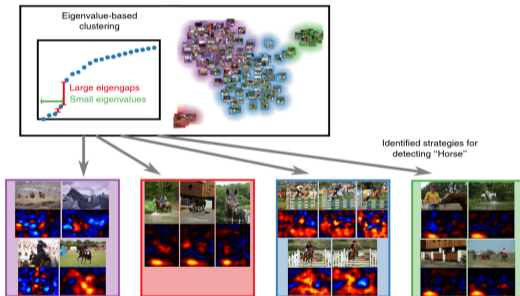 Eigenvalue-based
clustering
Large eigengaps
Small eigenvalues
Identified strategies for
detecting "Horse"